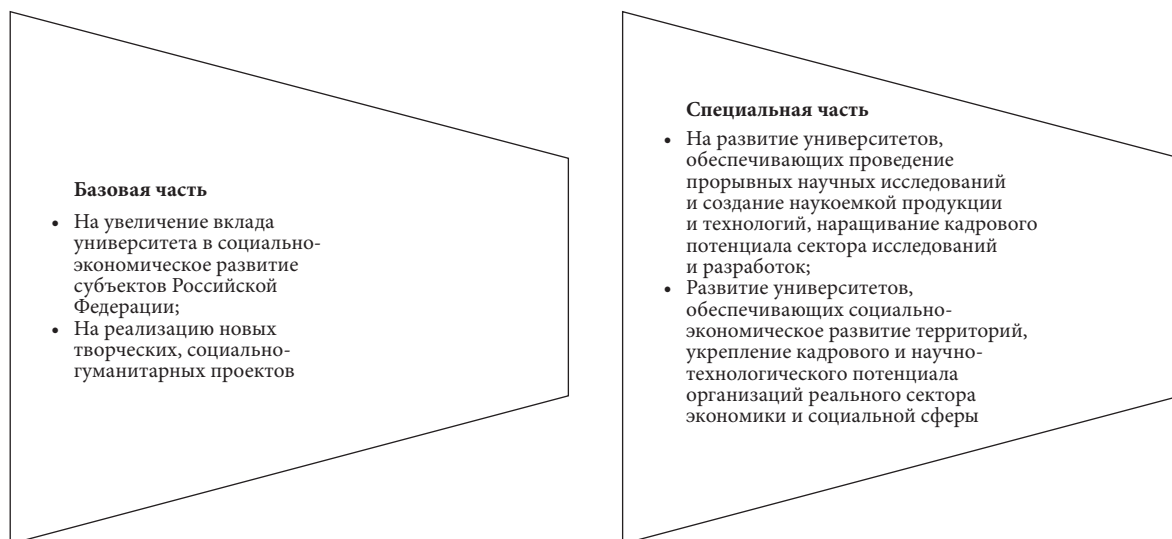 Базовая часть
• На увеличение вклада
университета в социально-
экономическое развитие
субъектов Российской
Федерации;
• На реализацию новых
творческих, социально-
гуманитарных проектов
Специальная часть
• На развитие университетов,
обеспечивающих проведение
прорывных научных исследований
и создание наукоемкой продукции
и технологий, наращивание кадрового
потенциала сектора исследований
и разработок;
• Развитие университетов,
обеспечивающих социально-
экономическое развитие территорий,
укрепление кадрового и научно-
технологического потенциала
организаций реального сектора
экономики и социальной сферы